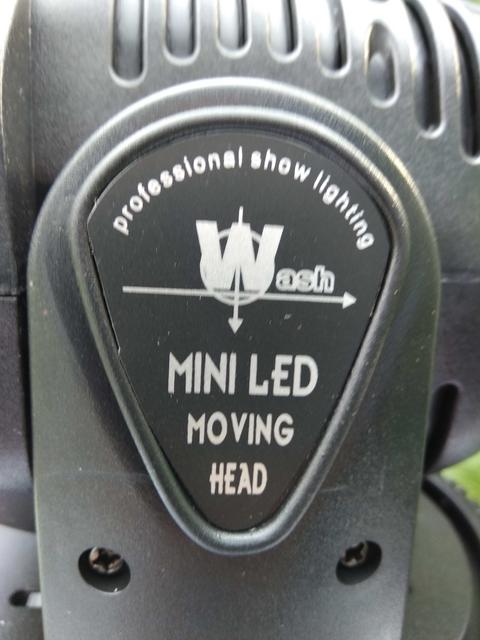 professional show lighting
Wash
MINI LED
MOVING
HEAD